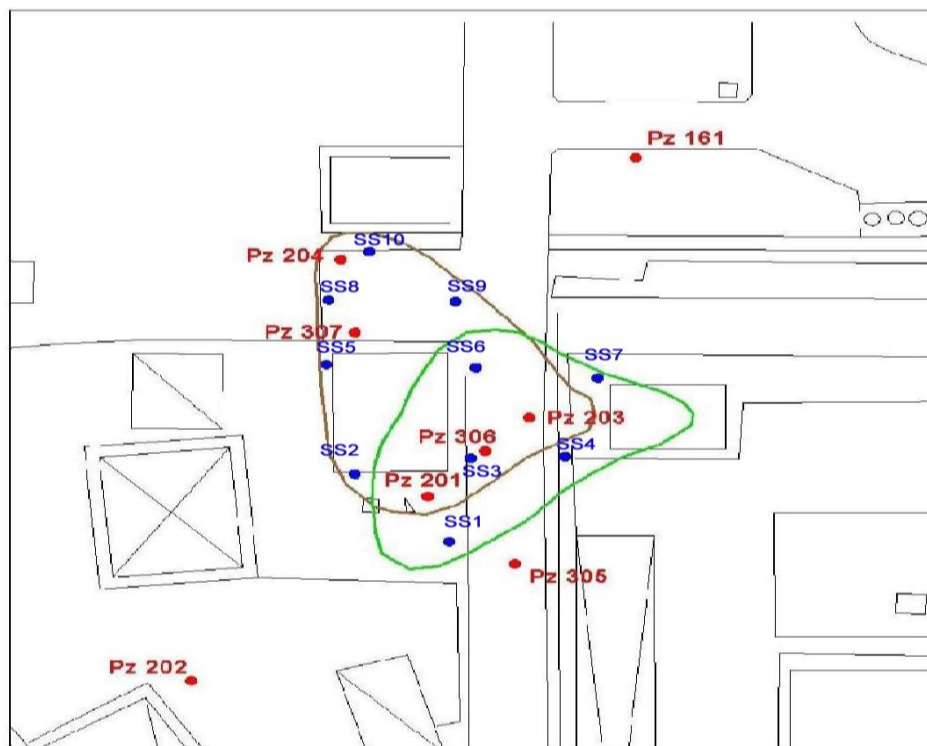 Pz 161
SS10
Pz 204
SS8
SS9
Pz 307
SS5
SS6
SS7
Pz 203
Pz 306
SS4
SS2
SS3
Pz 201
SS1
Pz 305
Pz 202